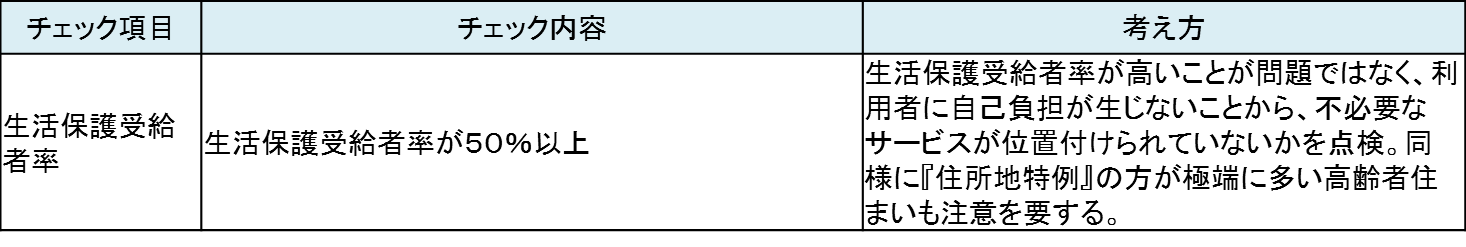 チェック項目
チェック内容
考え方
生活保護受給
者率
生活保護受給者率が５０％以上
生活保護受給者率が高いことが問題ではなく、利
用者に自己負担が生じないことから、不必要な
サービスが位置付けられていないかを点検。同
様に『住所地特例』の方が極端に多い高齢者住
まいも注意を要する。